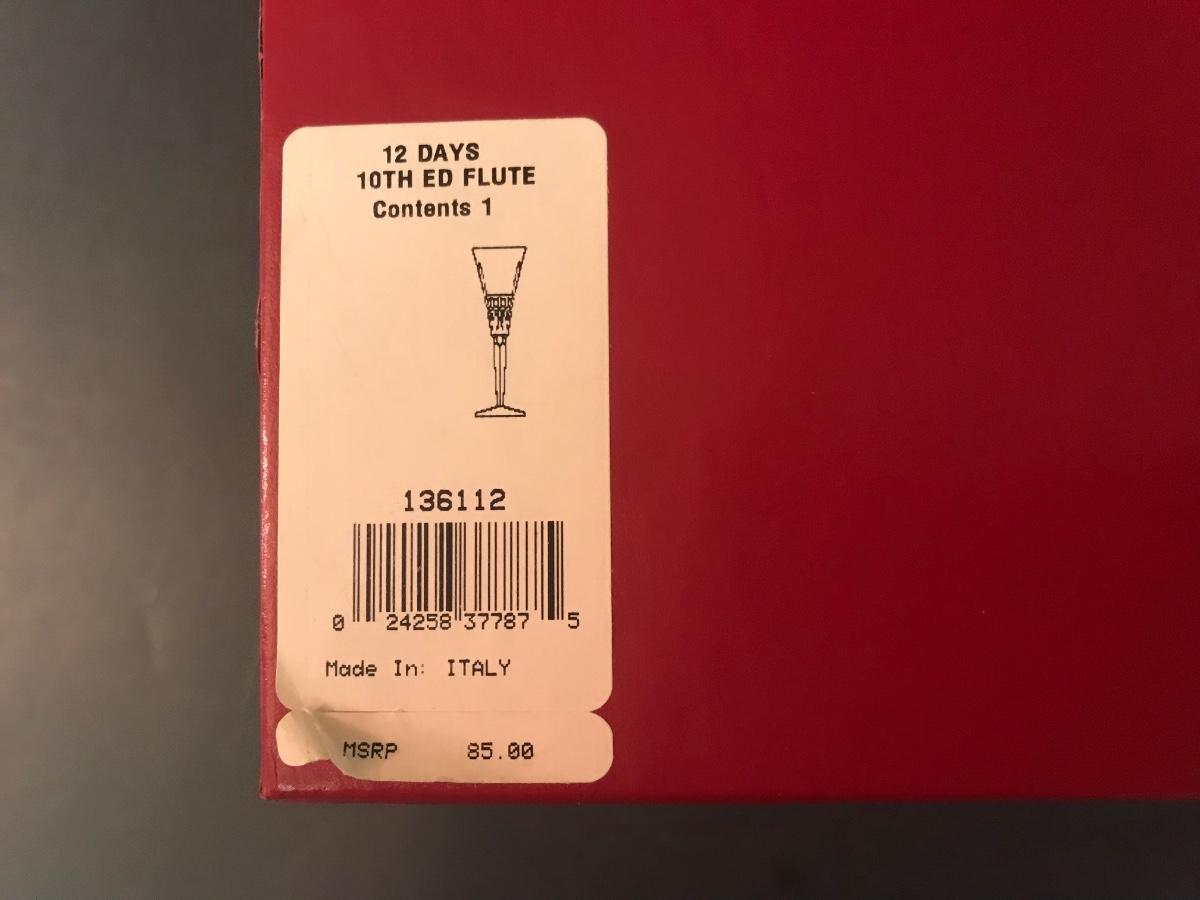 12 DAYS
10TH ED FLUTE
Contents 1
136112
0 24258 37787 5
Made In: ITALY
MSRP 85.00